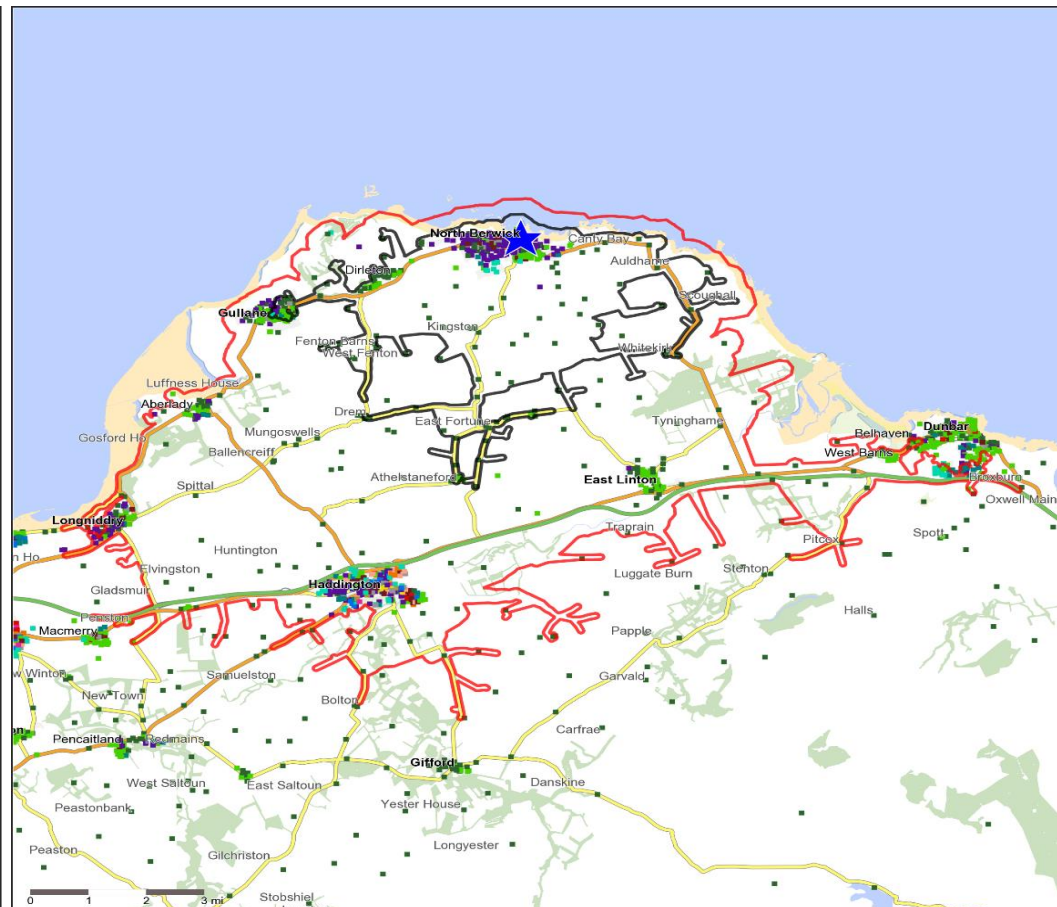 North Berwick
Canty Bay
Auldhame
Dirleton
Scoughall
Gullane
Kingston
Fenton Barns
West Fenton
Whitekirk
Luffness House
Aberlady
Drem
East Fortune
Tyninghame
Dunbar
Belhaven
Gosford Ho
Mungoswells
Ballencreiff
West Barns
Athelstaneford
East Linton
Broxburn
Spittal
Oxwell Main
Longniddry
Traprain
Spott
Pitcox
n Ho
Huntington
Elvingston
Luggate Burn
Stenton
Gladsmuir
Haddington
Penston
Halls
Macmerry
Papple
w Winton
Samuelston
Garvald
New Town
Bolton
on
Pencaitland
Redmains
Carfrae
Gifford
West Saltoun
East Saltoun
Danskine
Peastonbank
Yester House
Peaston
Longyester
Gilchriston
Stobshiel
0 1 2 3 mi